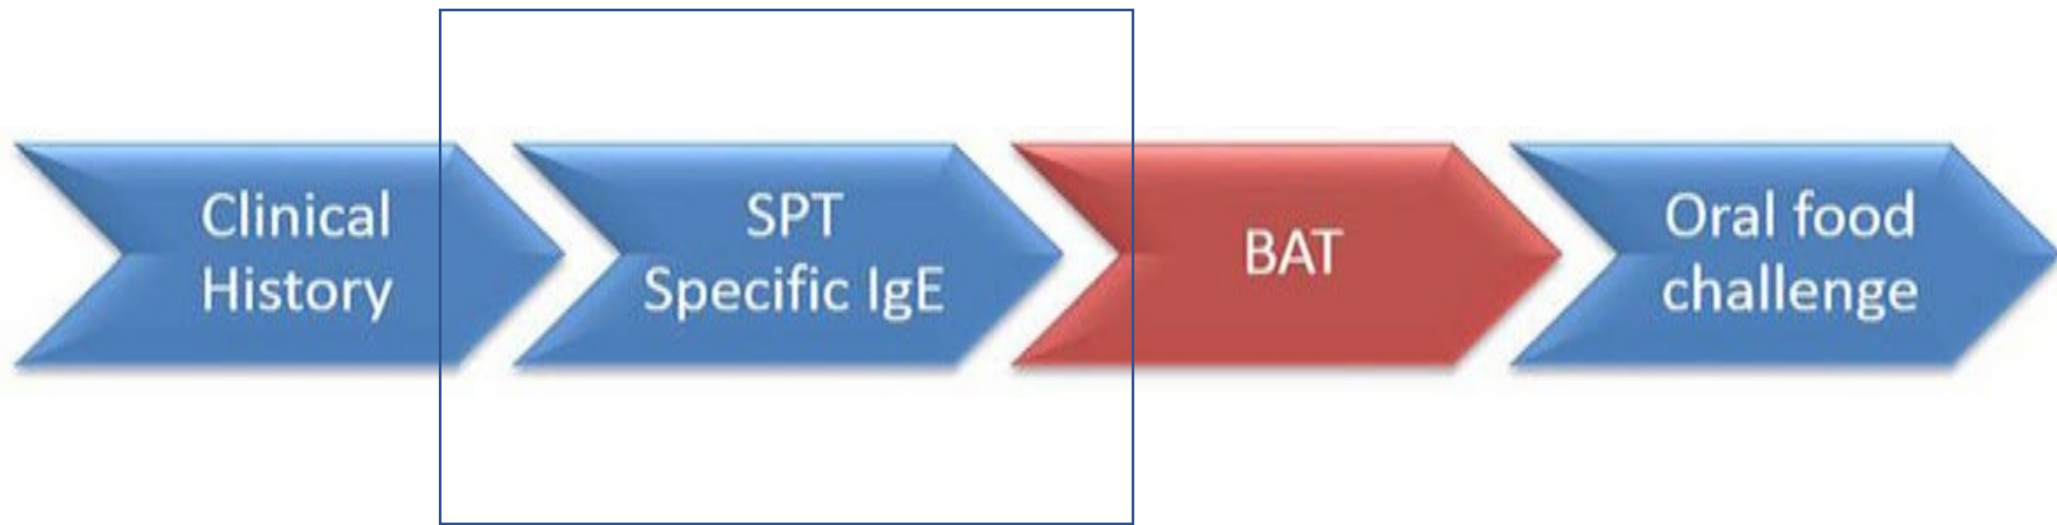 Clinical
History
SPT
Specific IgE
BAT
Oral food
challenge